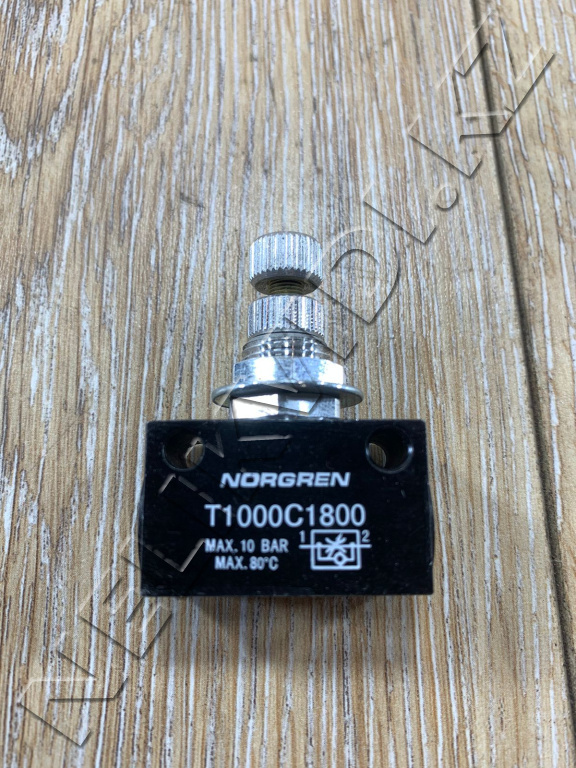 NORGREN
T1000C1800
MAX. 10 BAR
MAX. 80°C
1 2